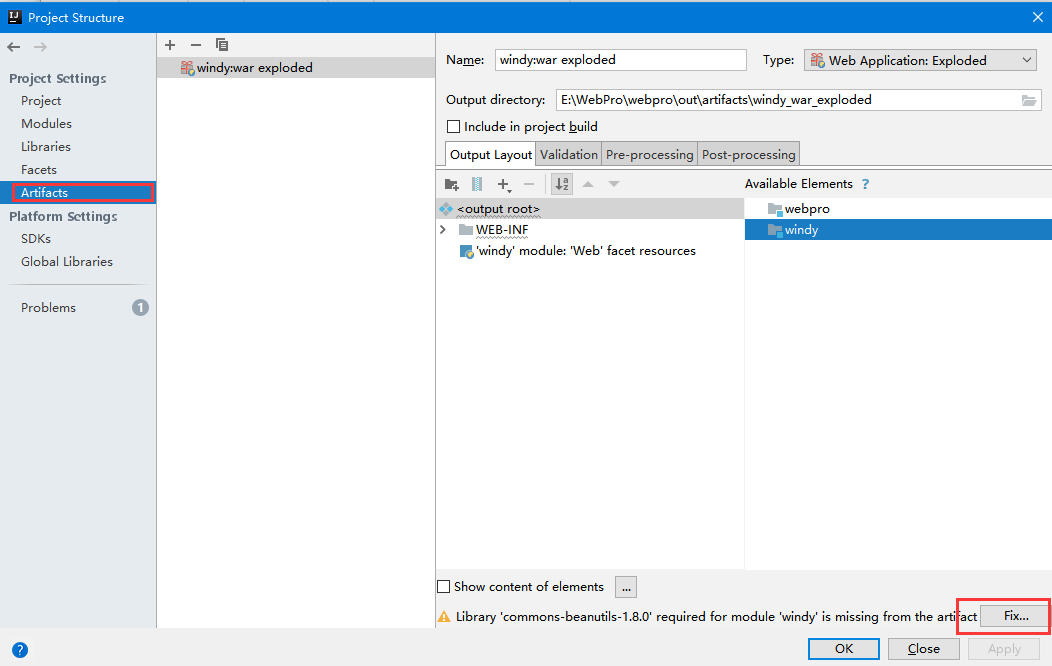 Project Structure
Project Settings
Project
Modules
Libraries
Facets
Artifacts
Platform Settings
SDKs
Global Libraries
Problems 1
windy:war exploded
Name: windy:war exploded Type: Web Application: Exploded
Output directory: E:\WebPro\webpro\out\artifacts\windy_war_exploded
Include in project build
Output Layout Validation Pre-processing Post-processing
Available Elements ?
<output root>
WEB-INF
'windy' module: 'Web' facet resources
webpro
windy
Show content of elements ...
Library 'commons-beanutils-1.8.0' required for module 'windy' is missing from the artifact Fix...
? OK Close Apply